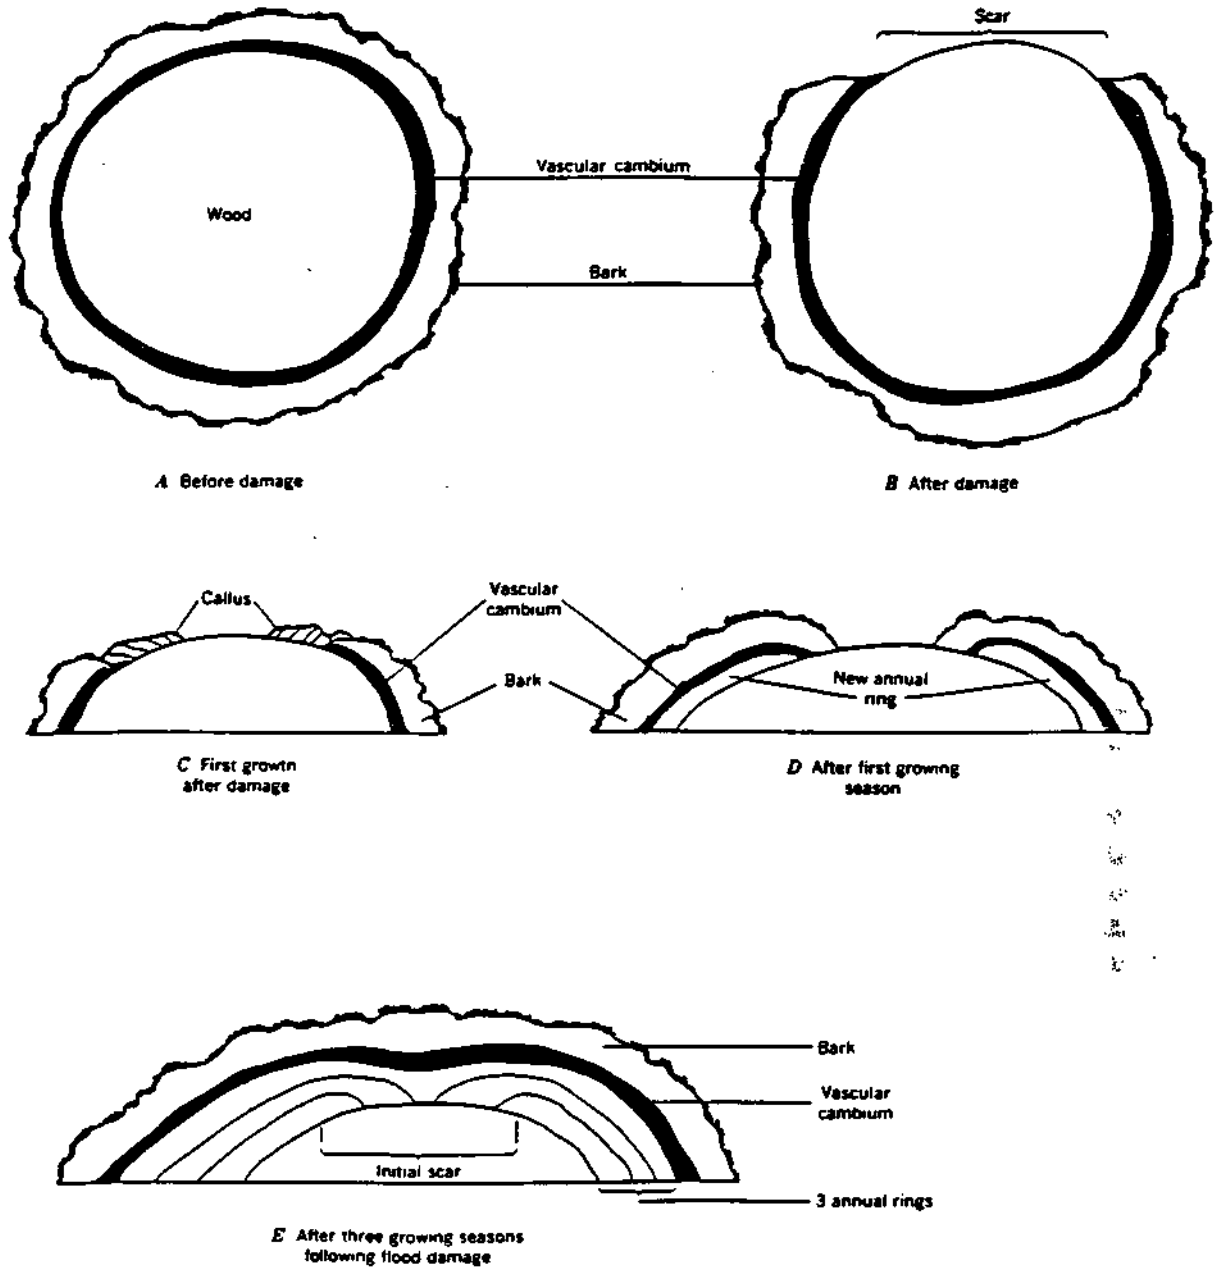 Scar
Vascular cambium
Wood
Bark
A Before damage
B After damage
Callus
Vascular
cambium
Bark
New annual
ring
C First growth
after damage
D After first growing
season
Bark
Vascular
cambium
Initial scar
3 annual rings
E After three growing seasons
following flood damage